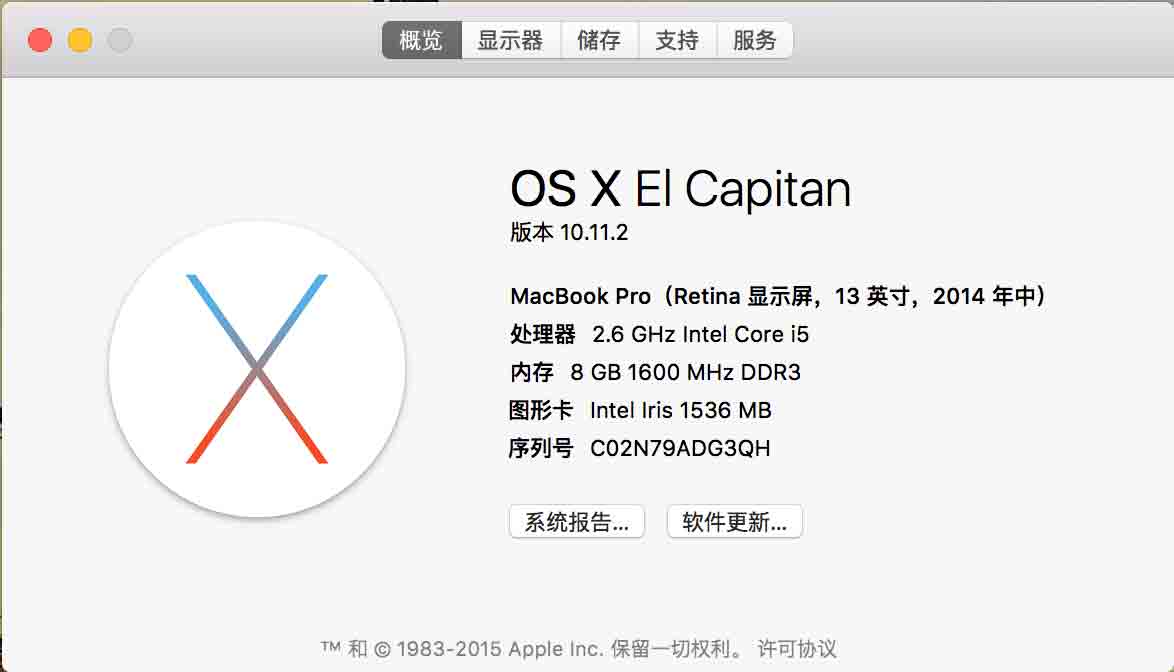 概览 显示器 储存 支持 服务
OS X El Capitan
版本 10.11.2
MacBook Pro（Retina 显示屏，13 英寸，2014 年中）
处理器 2.6 GHz Intel Core i5
内存 8 GB 1600 MHz DDR3
图形卡 Intel Iris 1536 MB
序列号 C02N79ADG3QH
系统报告... 软件更新...
™ 和 © 1983-2015 Apple Inc. 保留一切权利。 许可协议